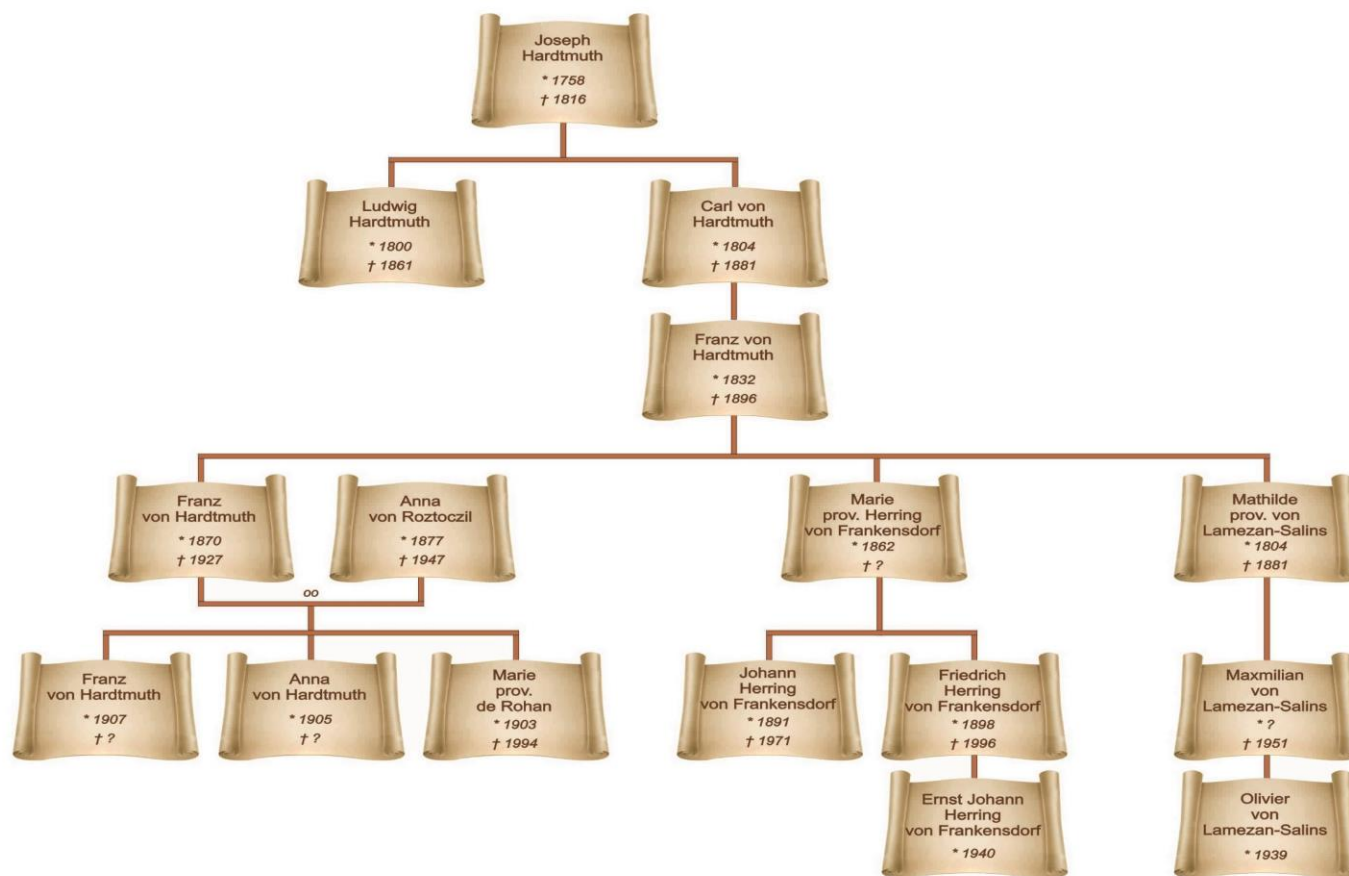 Joseph
Hardtmuth
* 1758
† 1816
Ludwig
Hardtmuth
* 1800
† 1861
Carl von
Hardtmuth
* 1804
† 1881
Franz von
Hardtmuth
* 1832
† 1896
Franz
von Hardtmuth
* 1870
† 1927
Anna
von Roztoczil
* 1877
† 1947
oo
Marie
prov. Herring
von Frankensdorf
* 1862
† ?
Mathilde
prov. von
Lamezan-Salins
* 1804
† 1881
Franz
von Hardtmuth
* 1907
† ?
Anna
von Hardtmuth
* 1905
† ?
Marie
prov.
de Rohan
* 1903
† 1994
Johann
Herring
von Frankensdorf
* 1891
† 1971
Friedrich
Herring
von Frankensdorf
* 1898
† 1996
Maxmilian
von
Lamezan-Salins
* ?
† 1951
Ernst Johann
Herring
von Frankensdorf
* 1940
Olivier
von
Lamezan-Salins
* 1939